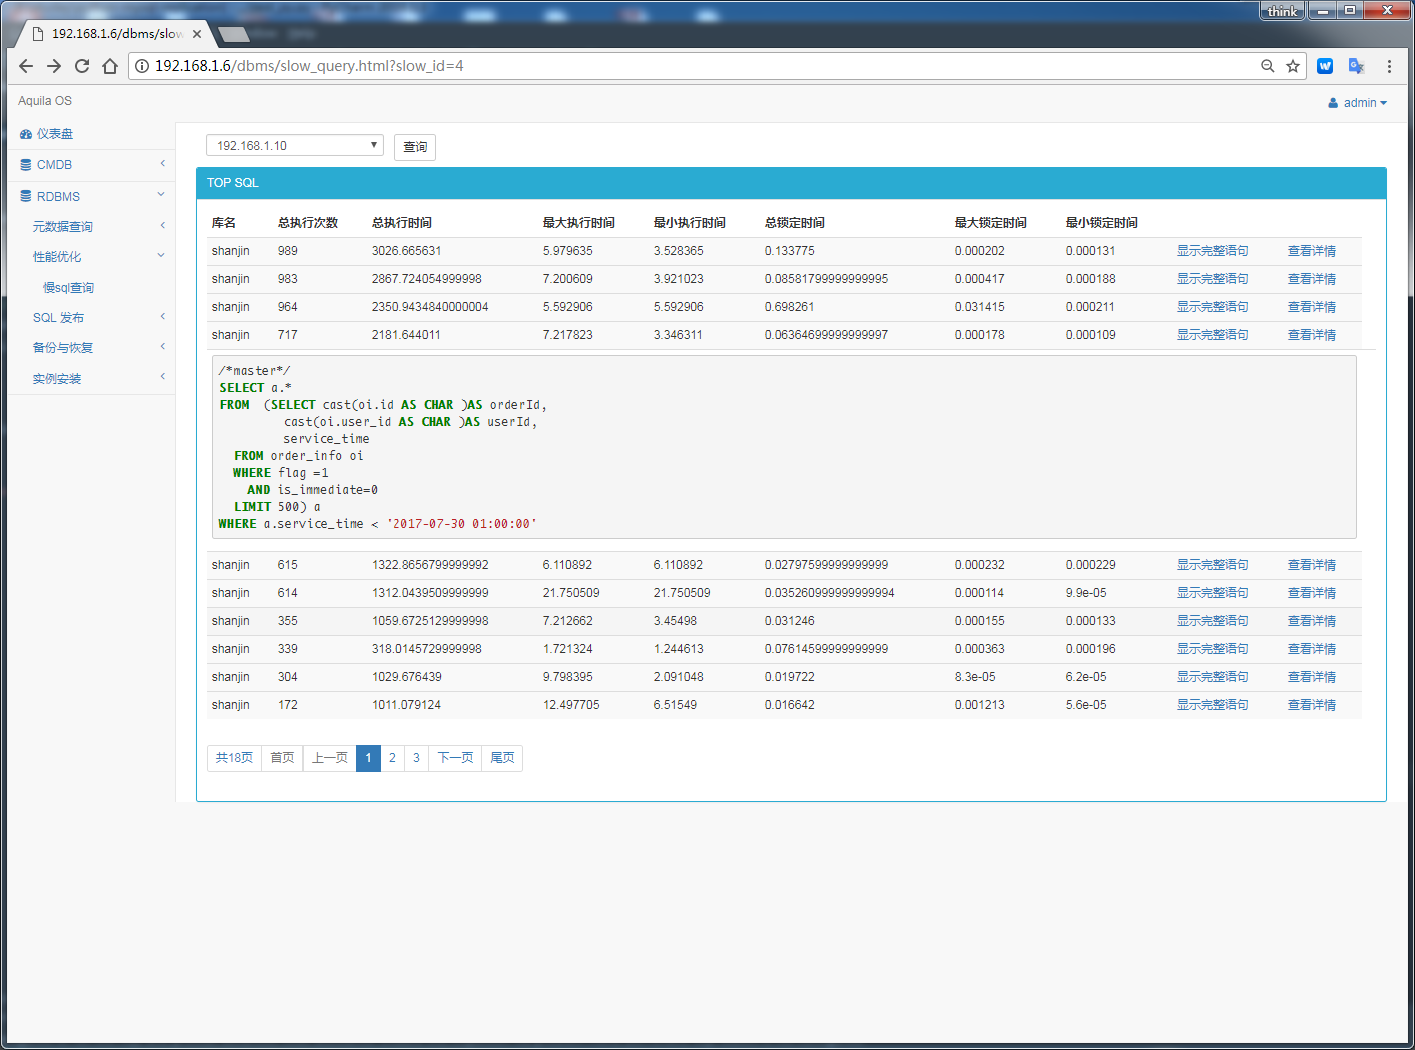 think
192.168.1.6/dbms/slow
192.168.1.6/dbms/slow_query.html?slow_id=4
Aquila OS
admin
仪表盘
CMDB
RDBMS
元数据查询
性能优化
慢sql查询
SQL 发布
备份与恢复
实例安装
192.168.1.10 查询
TOP SQL
库名 总执行次数 总执行时间 最大执行时间 最小执行时间 总锁定时间 最大锁定时间 最小锁定时间
shanjin 989 3026.665631 5.979635 3.528365 0.133775 0.000202 0.000131 显示完整语句 查看详情
shanjin 983 2867.724054999998 7.200609 3.921023 0.08581799999999995 0.000417 0.000188 显示完整语句 查看详情
shanjin 964 2350.9434840000004 5.592906 5.592906 0.698261 0.031415 0.000211 显示完整语句 查看详情
shanjin 717 2181.644011 7.217823 3.346311 0.06364699999999997 0.000178 0.000109 显示完整语句 查看详情
/*master*/
SELECT a.*
FROM (SELECT cast(oi.id AS CHAR )AS orderId,
cast(oi.user_id AS CHAR )AS userId,
service_time
FROM order_info oi
WHERE flag =1
AND is_immediate=0
LIMIT 500) a
WHERE a.service_time < '2017-07-30 01:00:00'
shanjin 615 1322.8656799999992 6.110892 6.110892 0.02797599999999999 0.000232 0.000229 显示完整语句 查看详情
shanjin 614 1312.0439509999999 21.750509 21.750509 0.035260999999999994 0.000114 9.9e-05 显示完整语句 查看详情
shanjin 355 1059.6725129999998 7.212662 3.45498 0.031246 0.000155 0.000133 显示完整语句 查看详情
shanjin 339 318.0145729999998 1.721324 1.244613 0.07614599999999999 0.000363 0.000196 显示完整语句 查看详情
shanjin 304 1029.676439 9.798395 2.091048 0.019722 8.3e-05 6.2e-05 显示完整语句 查看详情
shanjin 172 1011.079124 12.497705 6.51549 0.016642 0.001213 5.6e-05 显示完整语句 查看详情
共18页 首页 上一页 1 2 3 下一页 尾页